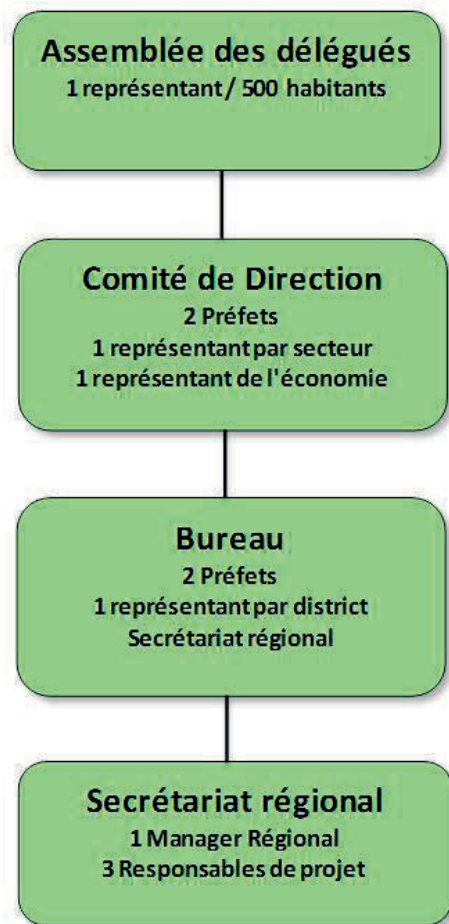 Assemblée des délégués
1 représentant / 500 habitants
Comité de Direction
2 Préfets
1 représentant par secteur
1 représentant de l'économie
Bureau
2 Préfets
1 représentant par district
Secrétariat régional
Secrétariat régional
1 Manager Régional
3 Responsables de projet